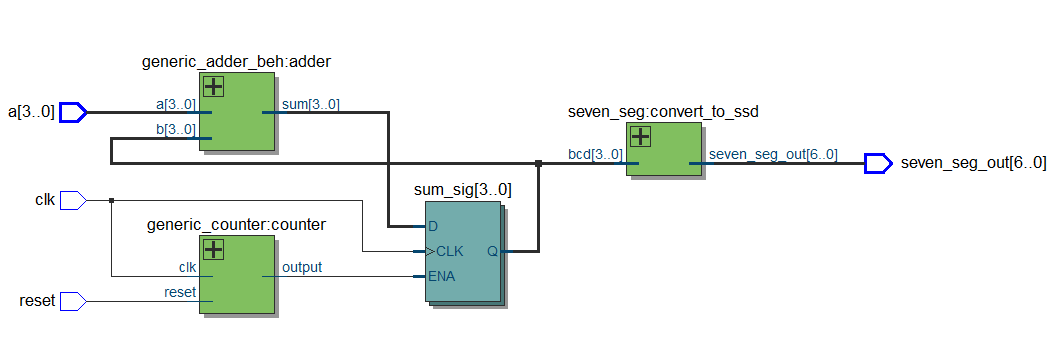 generic_adder_beh:adder
a[3..0]
a[3..0]
sum[3..0]
b[3..0]
seven_seg:convert_to_ssd
bcd[3..0]
seven_seg_out[6..0]
seven_seg_out[6..0]
clk
sum_sig[3..0]
D
CLK
Q
ENA
generic_counter:counter
clk
output
reset
reset